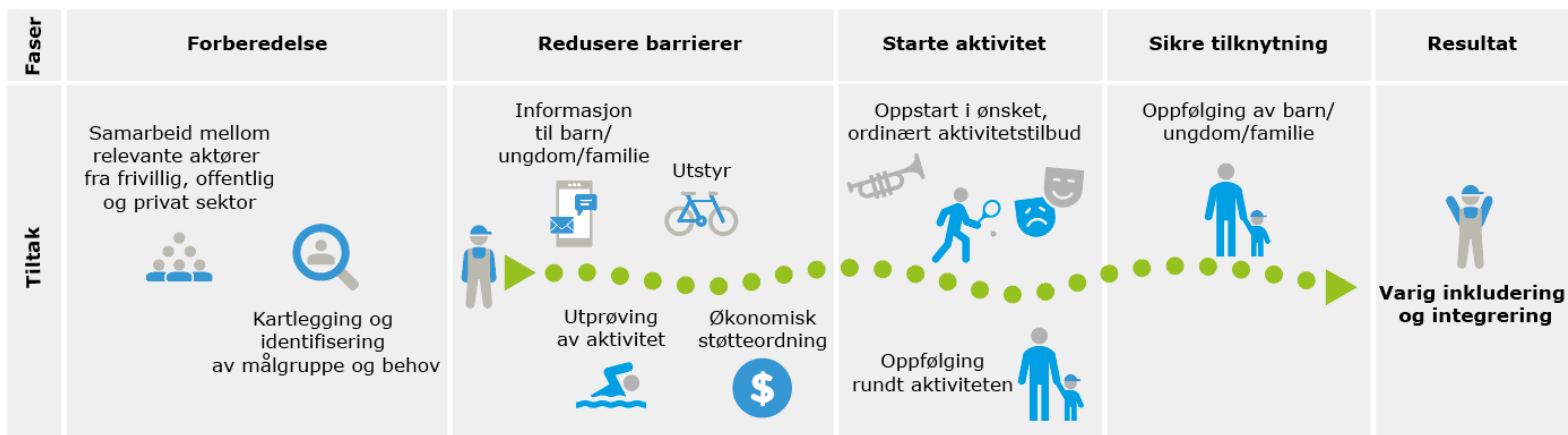 Faser
Forberedelse
Redusere barrierer
Starte aktivitet
Sikre tilknytning
Resultat
Tiltak
Samarbeid mellom
relevante aktører
fra frivillig, offentlig
og privat sektor
Kartlegging og
identifisering
av målgruppe og behov
Informasjon
til barn/
ungdom/familie
Utstyr
Utprøving
av aktivitet
Økonomisk
støtteordning
$
Oppstart i ønsket,
ordinært aktivitetstilbud
Oppfølging
rundt aktiviteten
Oppfølging av barn/
ungdom/familie
Varig inkludering
og integrering